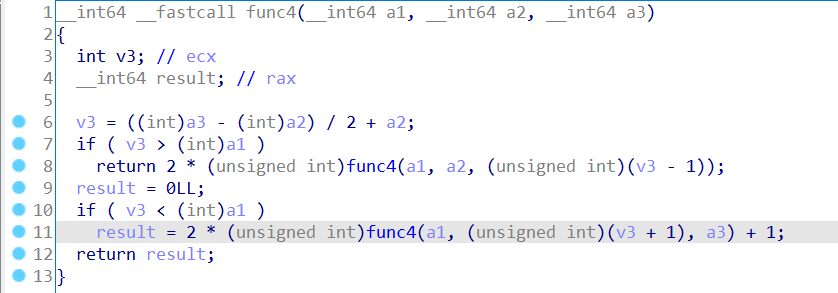 1 __int64 __fastcall func4(__int64 a1, __int64 a2, __int64 a3)
2 {
3   int v3; // ecx
4   __int64 result; // rax
5
6   v3 = ((int)a3 - (int)a2) / 2 + a2;
7   if ( v3 > (int)a1 )
8     return 2 * (unsigned int)func4(a1, a2, (unsigned int)(v3 - 1));
9   result = 0LL;
10   if ( v3 < (int)a1 )
11     result = 2 * (unsigned int)func4(a1, (unsigned int)(v3 + 1), a3) + 1;
12   return result;
13 }